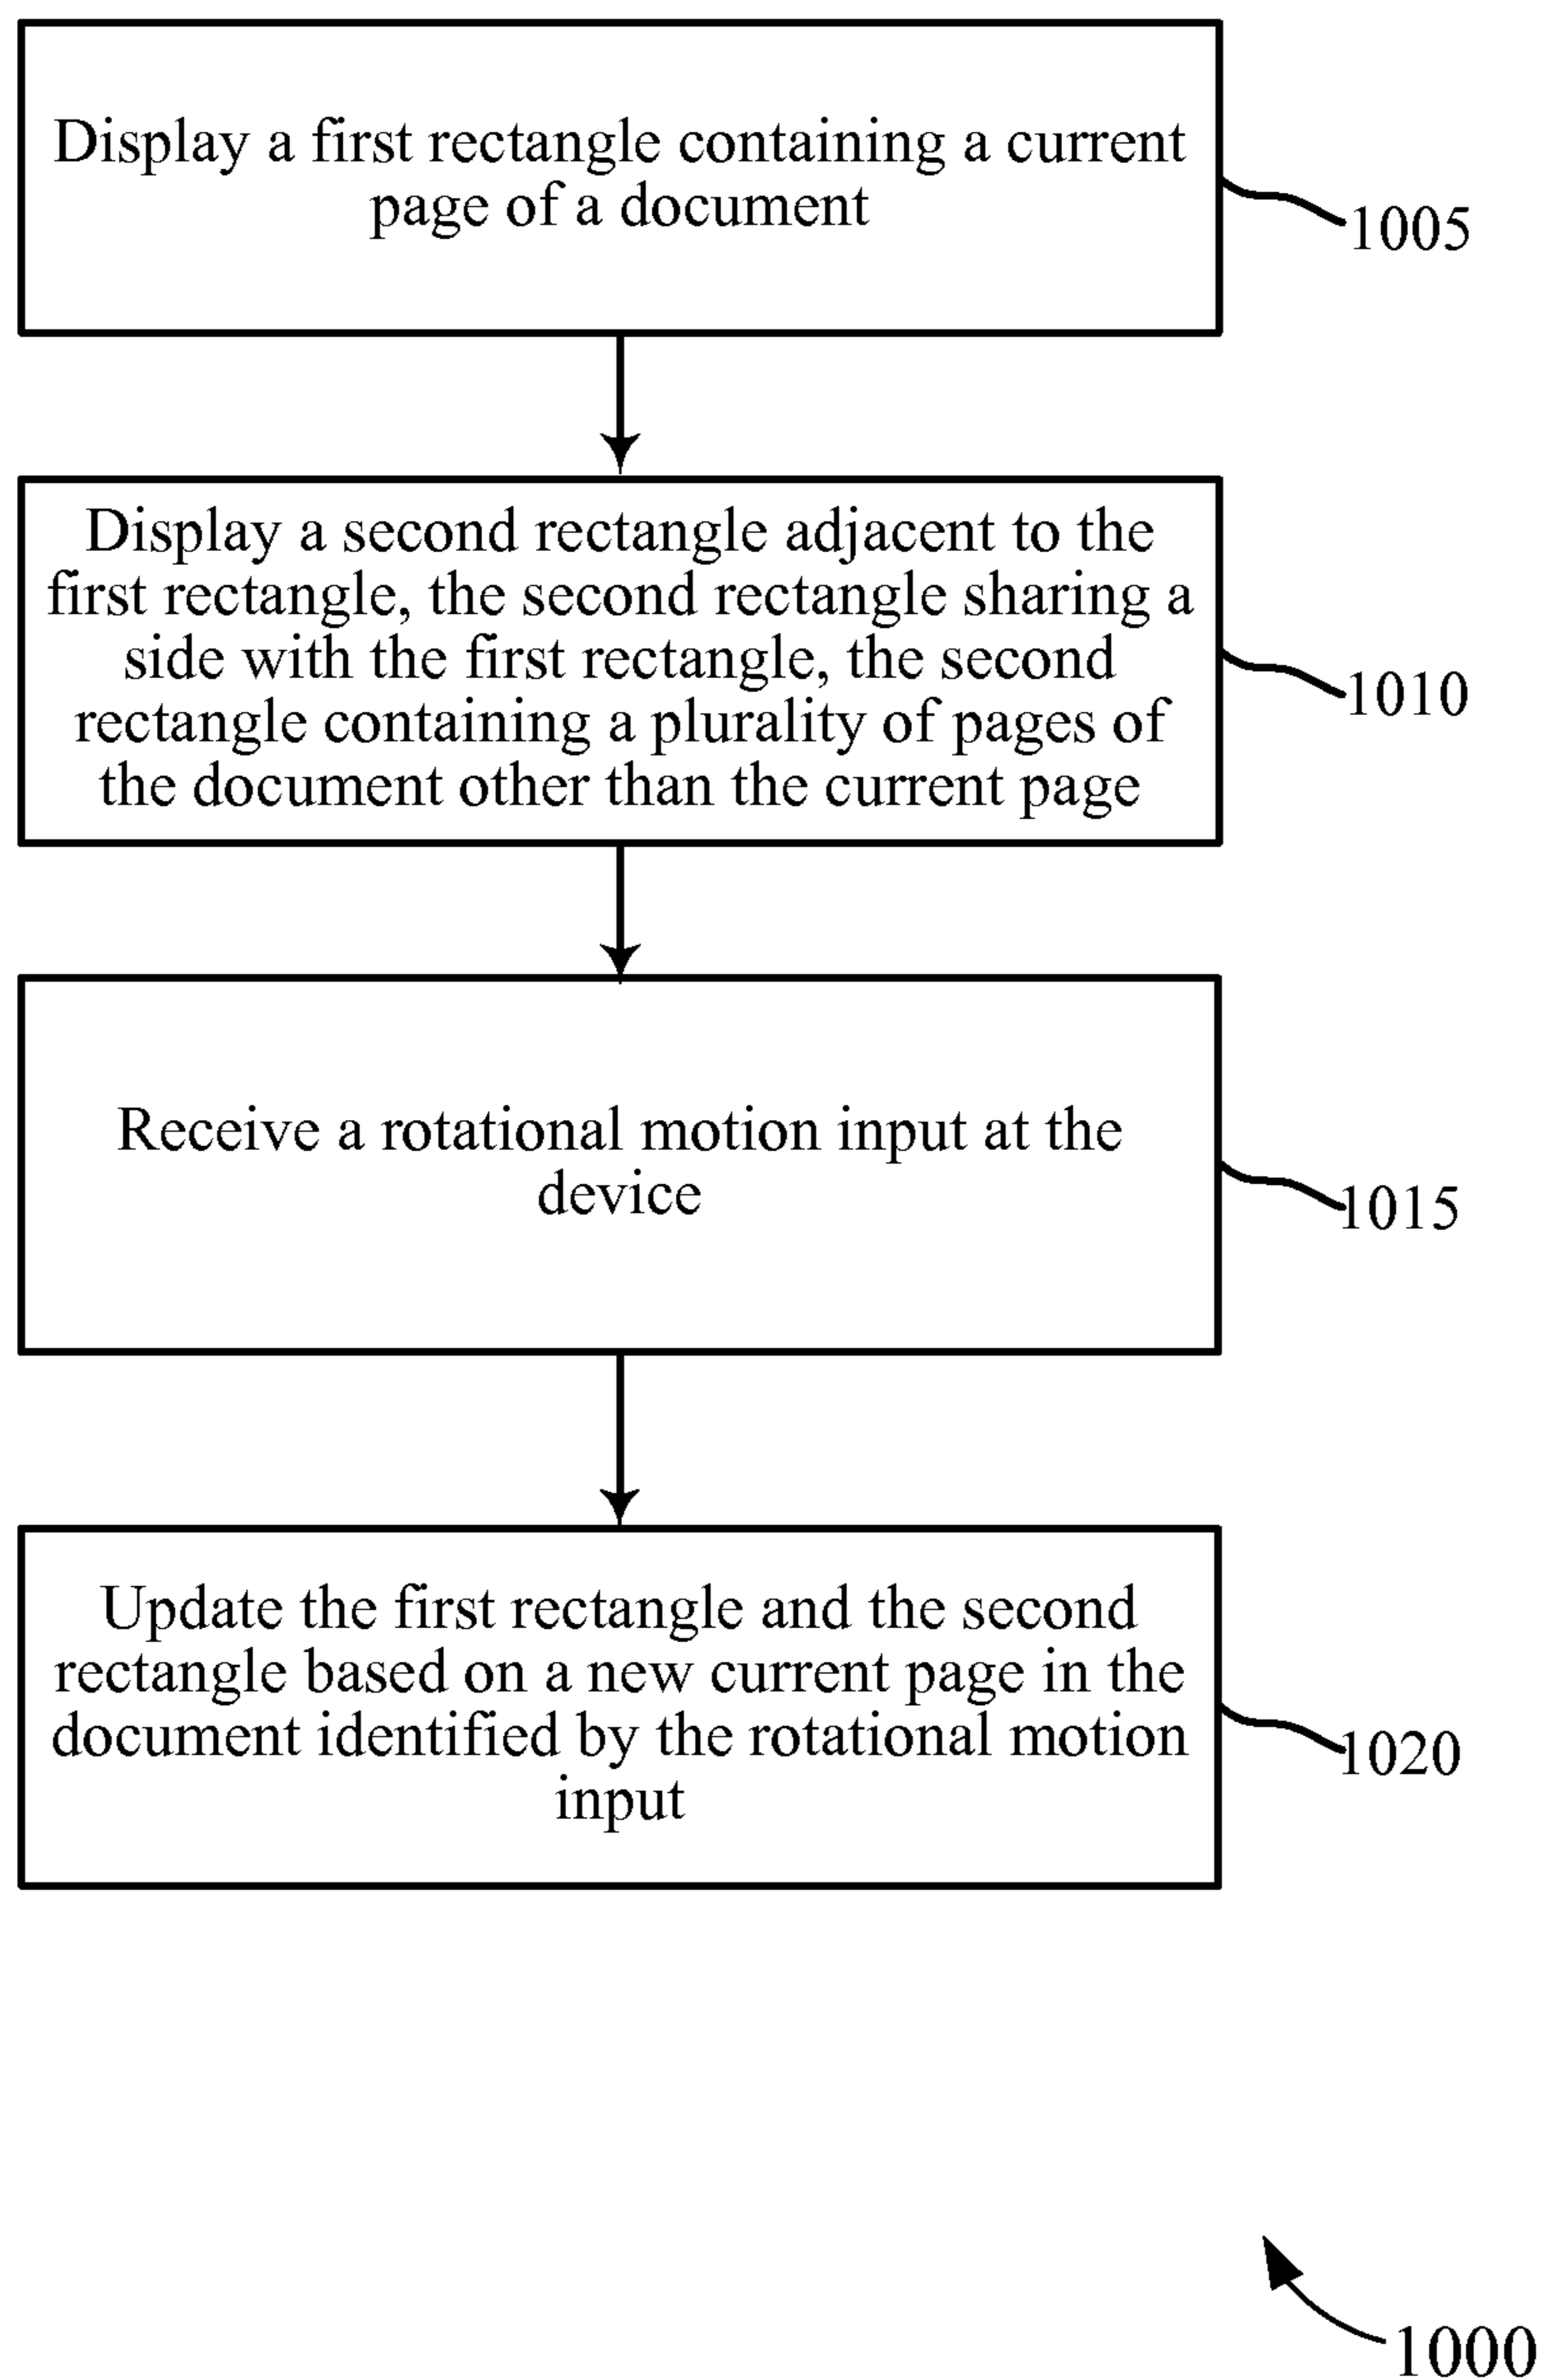 Display a first rectangle containing a current
page of a document
1005
Display a second rectangle adjacent to the
first rectangle, the second rectangle sharing a
side with the first rectangle, the second
rectangle containing a plurality of pages of
the document other than the current page
1010
Receive a rotational motion input at the
device
1015
Update the first rectangle and the second
rectangle based on a new current page in the
document identified by the rotational motion
input
1020
1000